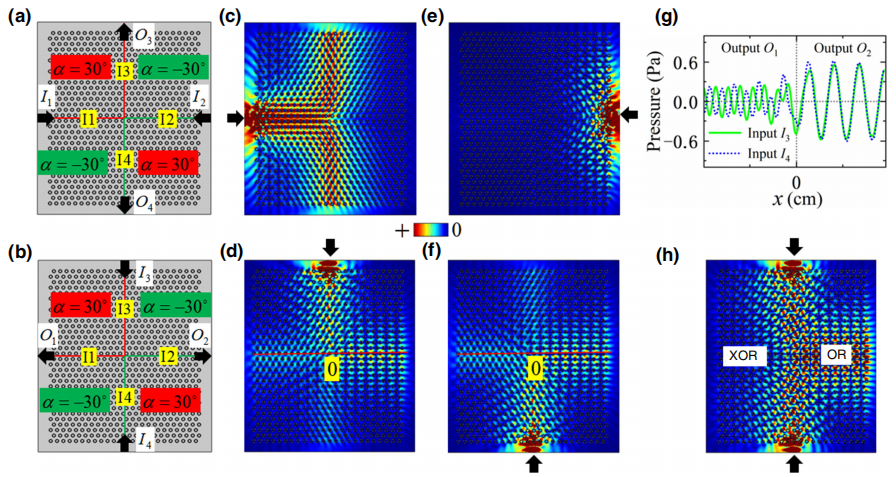 (a)
O₃
α = 30°
I3
α = −30°
I₁
I₂
I1
I2
α = −30°
I4
α = 30°
O₄
(c)
(e)
+ 0
(g)
Output O₁ Output O₂
Pressure (Pa)
0.6
0.0
−0.6
Input I₃
Input I₄
0
x (cm)
(b)
I₃
α = 30°
I3
α = −30°
O₁
O₂
I1
I2
α = −30°
I4
α = 30°
I₄
(d)
0
(f)
0
(h)
XOR OR